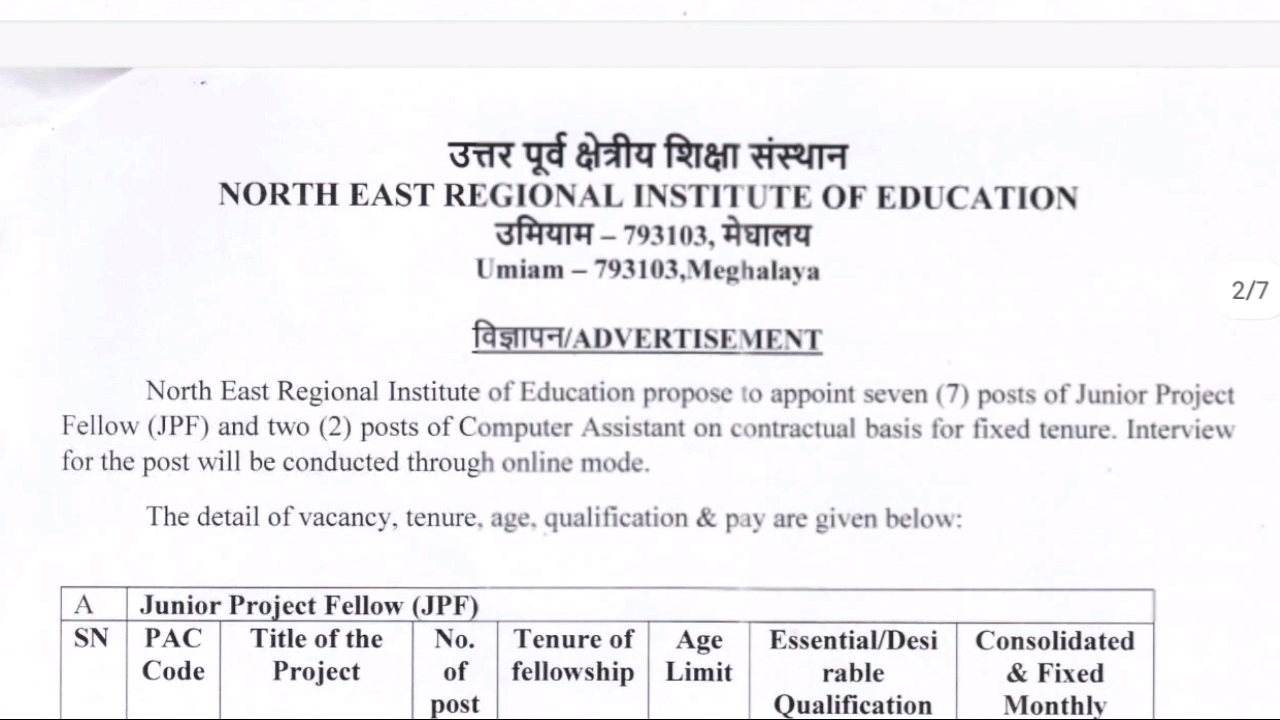 उत्तर पूर्व क्षेत्रीय शिक्षा संस्थान
NORTH EAST REGIONAL INSTITUTE OF EDUCATION
उमियाम – 793103, मेघालय
Umiam – 793103,Meghalaya
2/7
विज्ञापन/ADVERTISEMENT
North East Regional Institute of Education propose to appoint seven (7) posts of Junior Project
Fellow (JPF) and two (2) posts of Computer Assistant on contractual basis for fixed tenure. Interview
for the post will be conducted through online mode.
The detail of vacancy, tenure, age, qualification & pay are given below:
A Junior Project Fellow (JPF)
SN PAC Title of the No. Tenure of Age Essential/Desi Consolidated
Code Project of fellowship Limit rable & Fixed
post Qualification Monthly